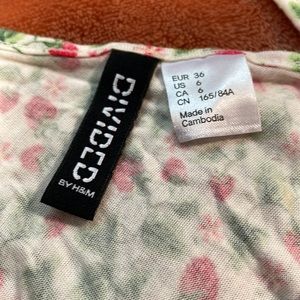 DIVIDED
BY H&M
EUR 36
US 6
CA 6
CN 165/84A
Made in
Cambodia